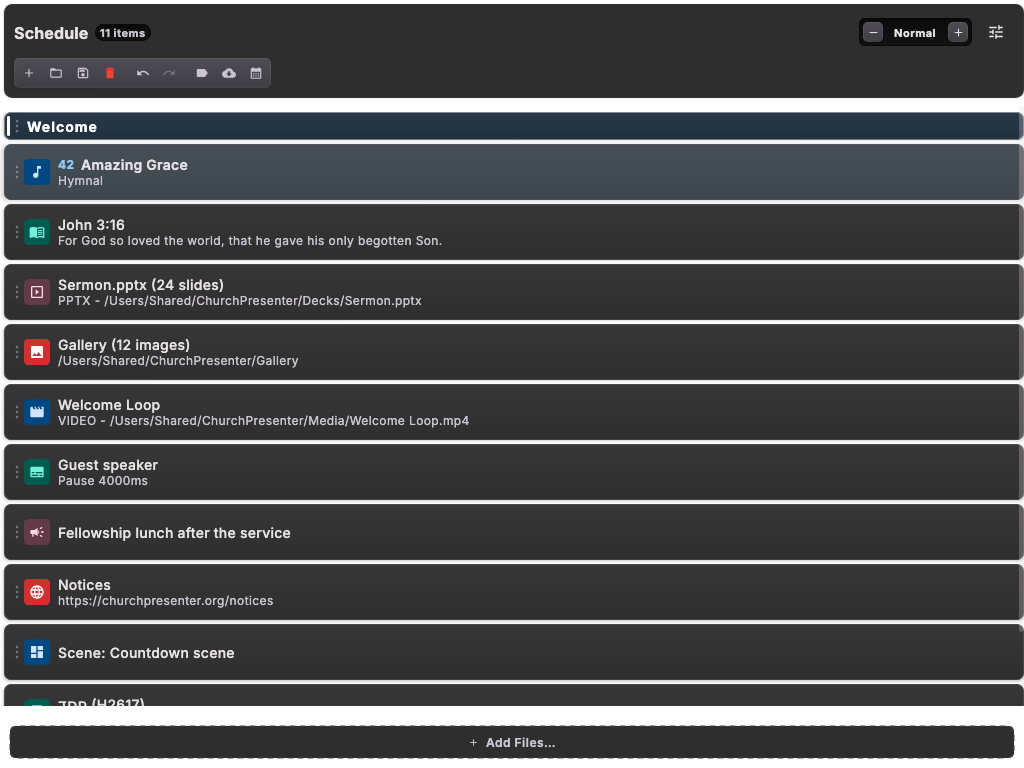 Schedule 11 items
Normal
Welcome
42 Amazing Grace
Hymnal
John 3:16
For God so loved the world, that he gave his only begotten Son.
Sermon.pptx (24 slides)
PPTX - /Users/Shared/ChurchPresenter/Decks/Sermon.pptx
Gallery (12 images)
/Users/Shared/ChurchPresenter/Gallery
Welcome Loop
VIDEO - /Users/Shared/ChurchPresenter/Media/Welcome Loop.mp4
Guest speaker
Pause 4000ms
Fellowship lunch after the service
Notices
https://churchpresenter.org/notices
Scene: Countdown scene
(H2617)
+ Add Files...